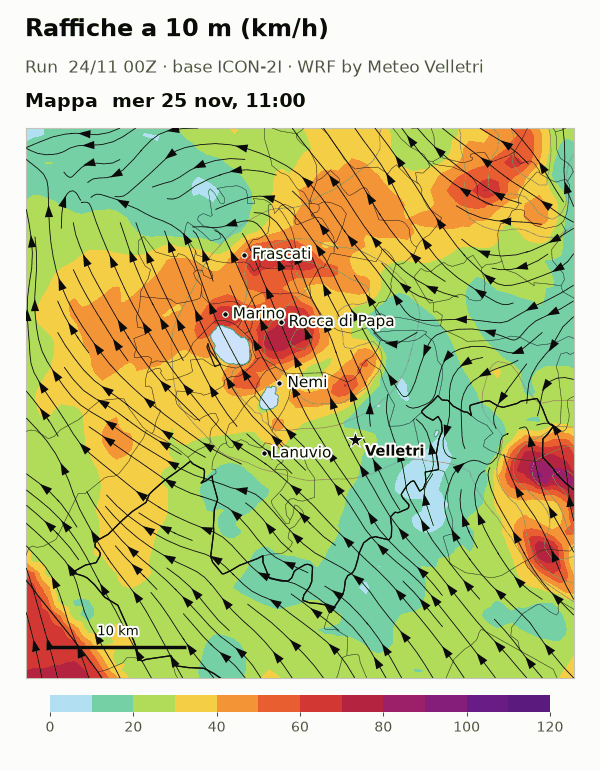 Raffiche a 10 m (km/h)
Run  24/11 00Z · base ICON-2I · WRF by Meteo Velletri
Mappa  mer 25 nov, 11:00
Frascati
Marino
Rocca di Papa
Nemi
Velletri
Lanuvio
10 km
0 20 40 60 80 100 120